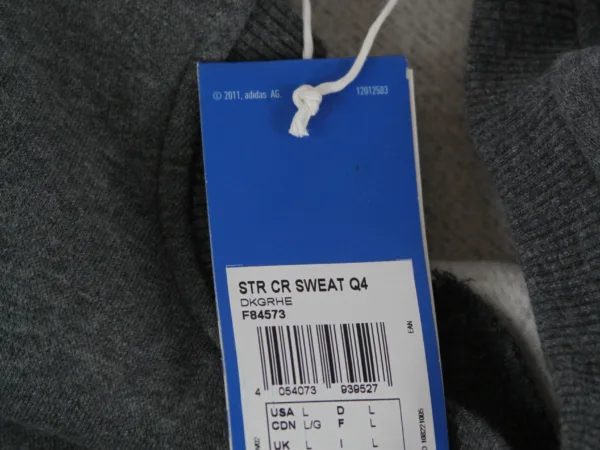 © 2011, adidas AG. 12012503
STR CR SWEAT Q4
DKGRHE
F84573
EAN
4 054073 939527
USA L D L
CDN L/G F L
UK L I L